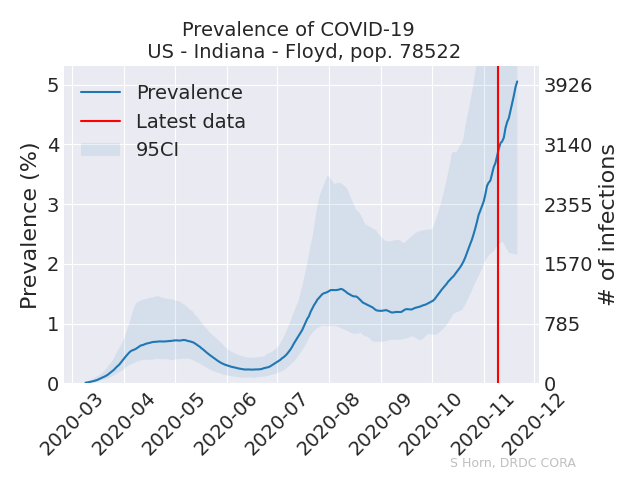 Prevalence of COVID-19
US - Indiana - Floyd, pop. 78522
Prevalence
Latest data
95CI
Prevalence (%)
5
4
3
2
1
0
3926
3140
2355
1570
785
0
# of infections
2020-03
2020-04
2020-05
2020-06
2020-07
2020-08
2020-09
2020-10
2020-11
2020-12
S Horn, DRDC CORA